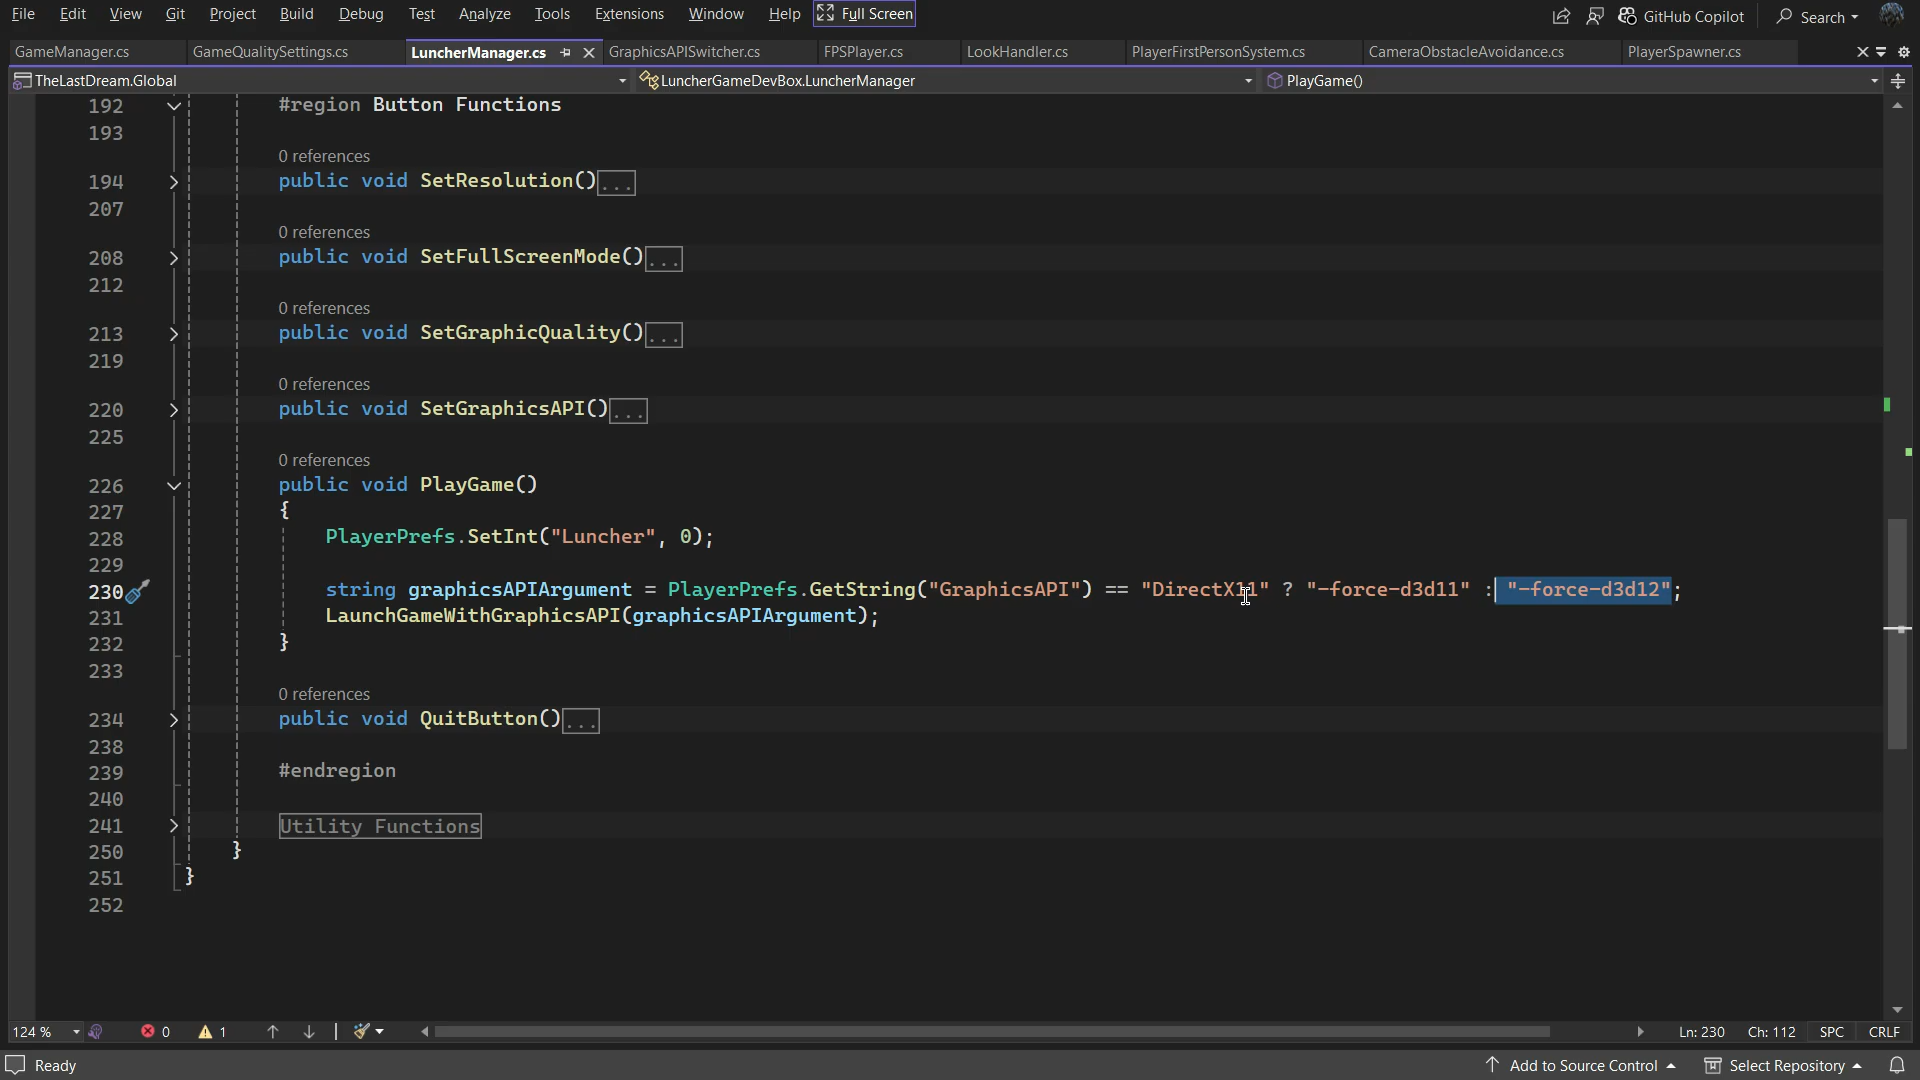 File Edit View Git Project Build Debug Test Analyze Tools Extensions Window Help Full Screen GitHub Copilot Search
GameManager.cs GameQualitySettings.cs LuncherManager.cs GraphicsAPISwitcher.cs FPSPlayer.cs LookHandler.cs PlayerFirstPersonSystem.cs CameraObstacleAvoidance.cs PlayerSpawner.cs
TheLastDream.Global LuncherGameDevBox.LuncherManager PlayGame()
192 #region Button Functions
193
0 references
194 public void SetResolution()...
207
0 references
208 public void SetFullScreenMode()...
212
0 references
213 public void SetGraphicQuality()...
219
0 references
220 public void SetGraphicsAPI()...
225
0 references
226 public void PlayGame()
227 {
228 PlayerPrefs.SetInt("Luncher", 0);
229
230 string graphicsAPIArgument = PlayerPrefs.GetString("GraphicsAPI") == "DirectX11" ? "-force-d3d11" : "-force-d3d12";
231 LaunchGameWithGraphicsAPI(graphicsAPIArgument);
232 }
233
0 references
234 public void QuitButton()...
238
239 #endregion
240
241 Utility Functions
250 }
251 }
252
124 % 0 1 Ln: 230 Ch: 112 SPC CRLF
Ready Add to Source Control Select Repository